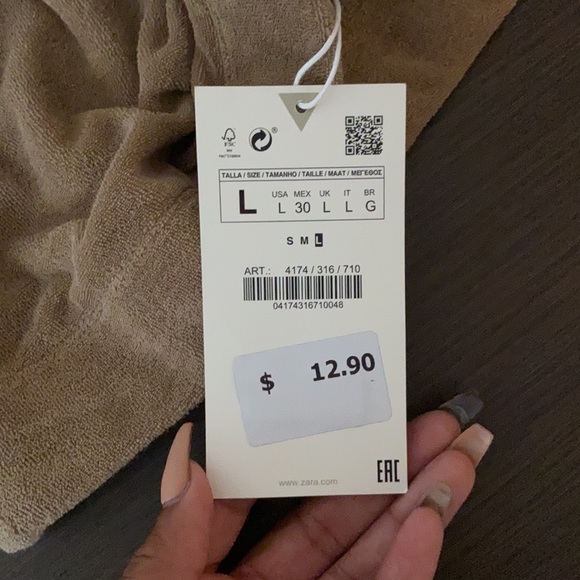 FSC
TALLA / SIZE / TAMANHO / TAILLE / MAAT / ΜΕΓΕΘΟΣ
L USA L MEX 30 UK L IT L BR G
S M L
ART.: 4174 / 316 / 710
04174316710048
$ 12.90
www.zara.com
EAC